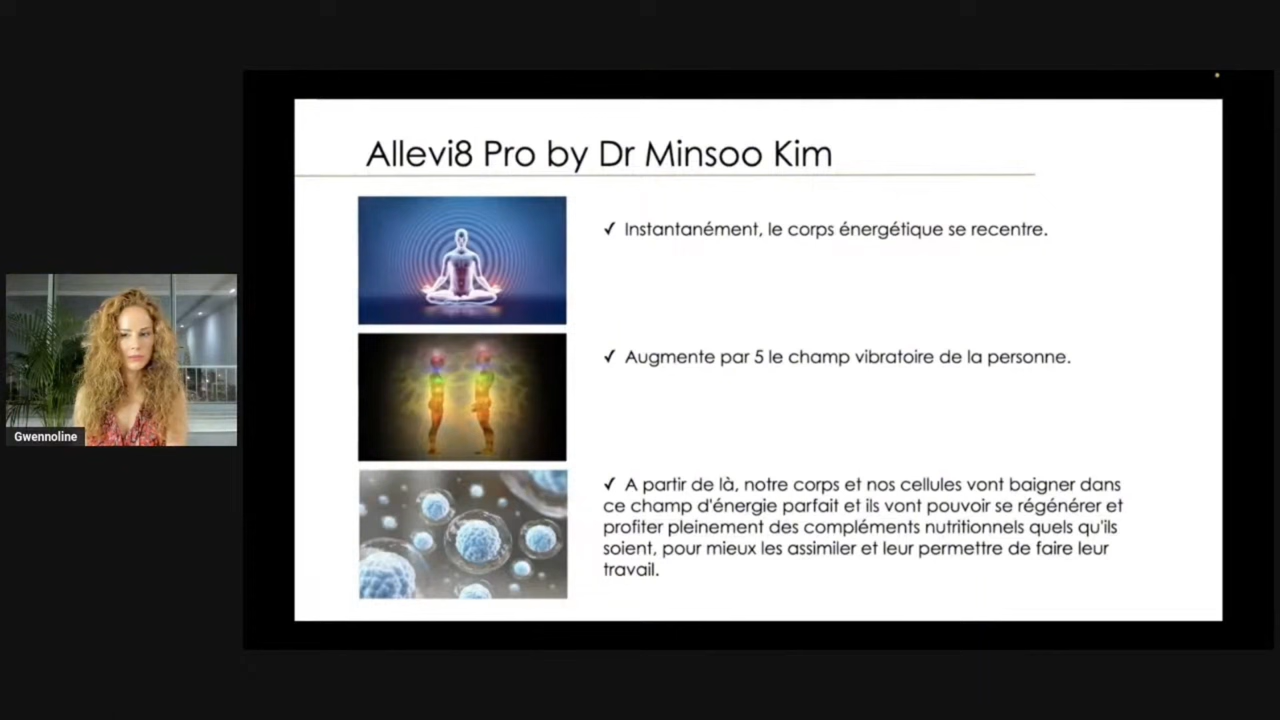 Allevi8 Pro by Dr Minsoo Kim
✓ Instantanément, le corps énergétique se recentre.
✓ Augmente par 5 le champ vibratoire de la personne.
✓ A partir de là, notre corps et nos cellules vont baigner dans
ce champ d'énergie parfait et ils vont pouvoir se régénérer et
profiter pleinement des compléments nutritionnels quels qu'ils
soient, pour mieux les assimiler et leur permettre de faire leur
travail.
Gwennoline